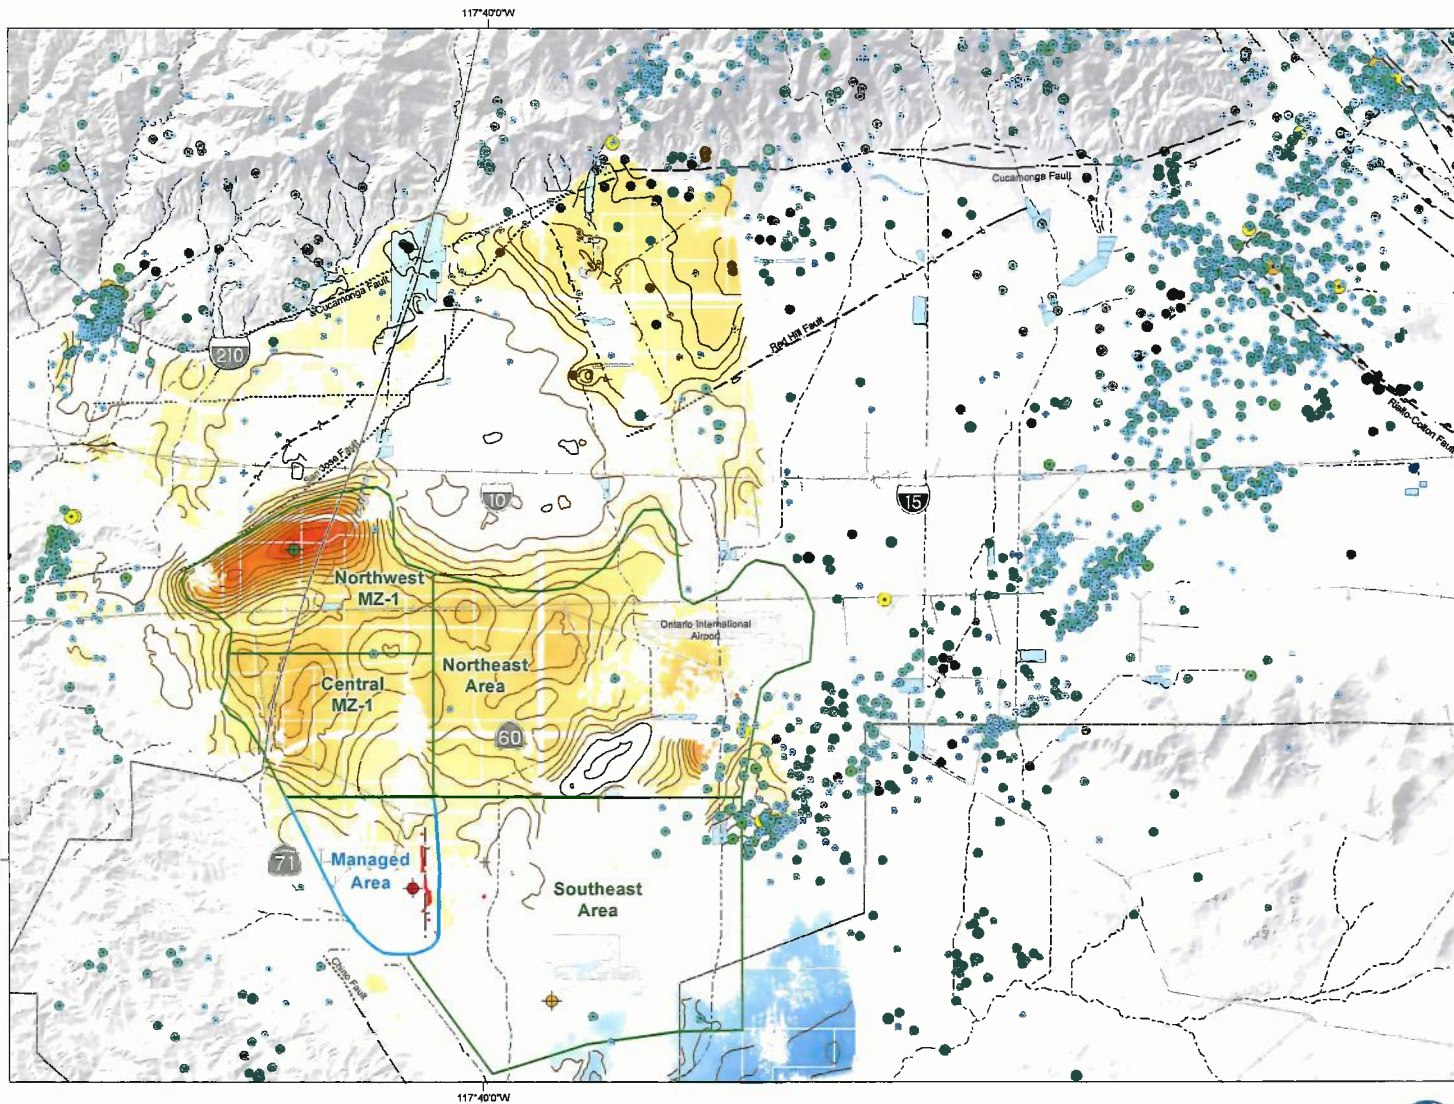 117°40'0"W
Cucamonga Fault
Cucamonga Fault
Red Hill Fault
210
Rialto-Colton Fault
San Jose Fault
10
15
Northwest
MZ-1
Ontario International
Airport
Northeast
Area
Central
MZ-1
60
71
Managed
Area
Southeast
Area
Chino Fault
117°40'0"W